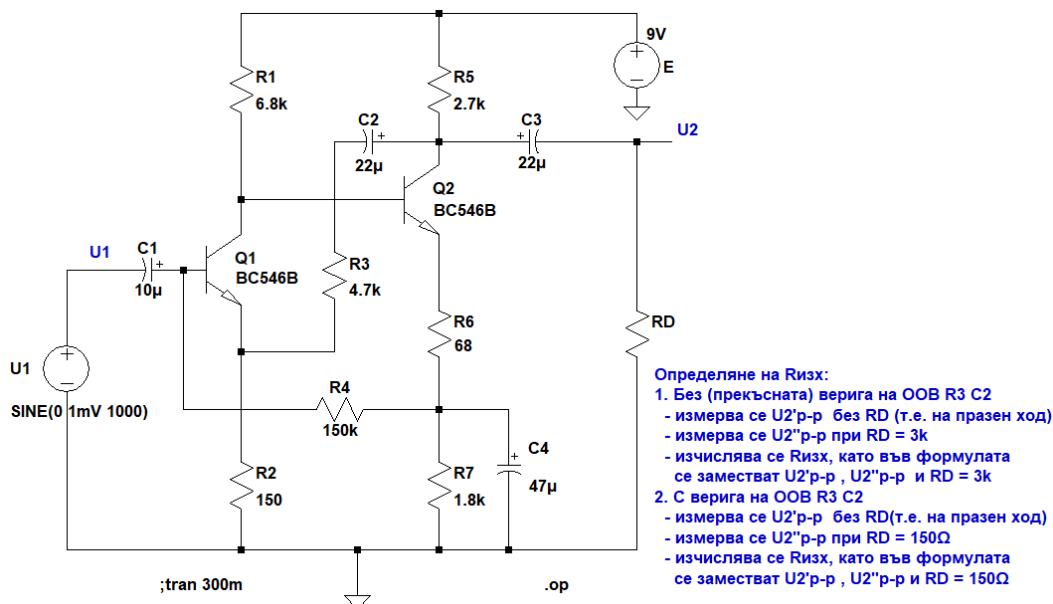 9V
E
R1
6.8k
R5
2.7k
C2
22µ
C3
22µ
U2
Q2
BC546B
U1
C1
10µ
Q1
BC546B
R3
4.7k
R6
68
RD
U1
SINE(0 1mV 1000)
R4
150k
R2
150
R7
1.8k
C4
47µ
Определяне на Rизх:
1. Без (прекъсната) верига на ООВ R3 C2
- измерва се U2'p-p без RD (т.е. на празен ход)
- измерва се U2"p-p при RD = 3k
- изчислява се Rизх, като във формулата
се заместват U2'p-p , U2"p-p и RD = 3k
2. С верига на ООВ R3 C2
- измерва се U2'p-p без RD(т.е. на празен ход)
- измерва се U2"p-p при RD = 150Ω
- изчислява се Rизх, като във формулата
се заместват U2'p-p , U2"p-p и RD = 150Ω
;tran 300m
.op